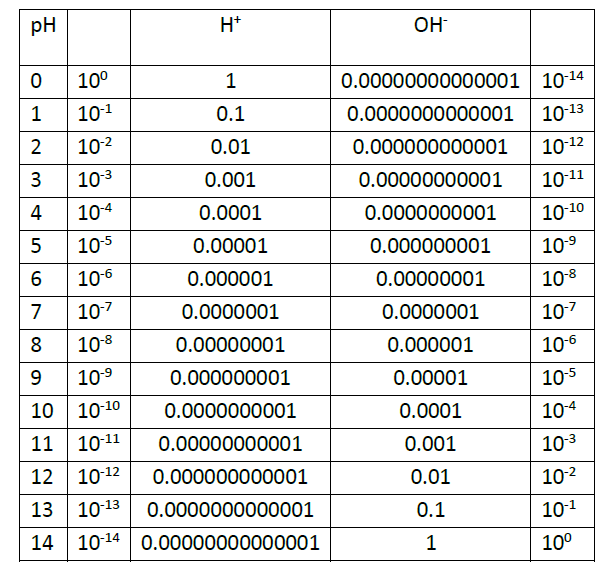 pH H⁺ OH⁻
0 10⁰ 1 0.00000000000001 10⁻¹⁴
1 10⁻¹ 0.1 0.0000000000001 10⁻¹³
2 10⁻² 0.01 0.000000000001 10⁻¹²
3 10⁻³ 0.001 0.00000000001 10⁻¹¹
4 10⁻⁴ 0.0001 0.0000000001 10⁻¹⁰
5 10⁻⁵ 0.00001 0.000000001 10⁻⁹
6 10⁻⁶ 0.000001 0.00000001 10⁻⁸
7 10⁻⁷ 0.0000001 0.0000001 10⁻⁷
8 10⁻⁸ 0.00000001 0.000001 10⁻⁶
9 10⁻⁹ 0.000000001 0.00001 10⁻⁵
10 10⁻¹⁰ 0.0000000001 0.0001 10⁻⁴
11 10⁻¹¹ 0.00000000001 0.001 10⁻³
12 10⁻¹² 0.000000000001 0.01 10⁻²
13 10⁻¹³ 0.0000000000001 0.1 10⁻¹
14 10⁻¹⁴ 0.00000000000001 1 10⁰